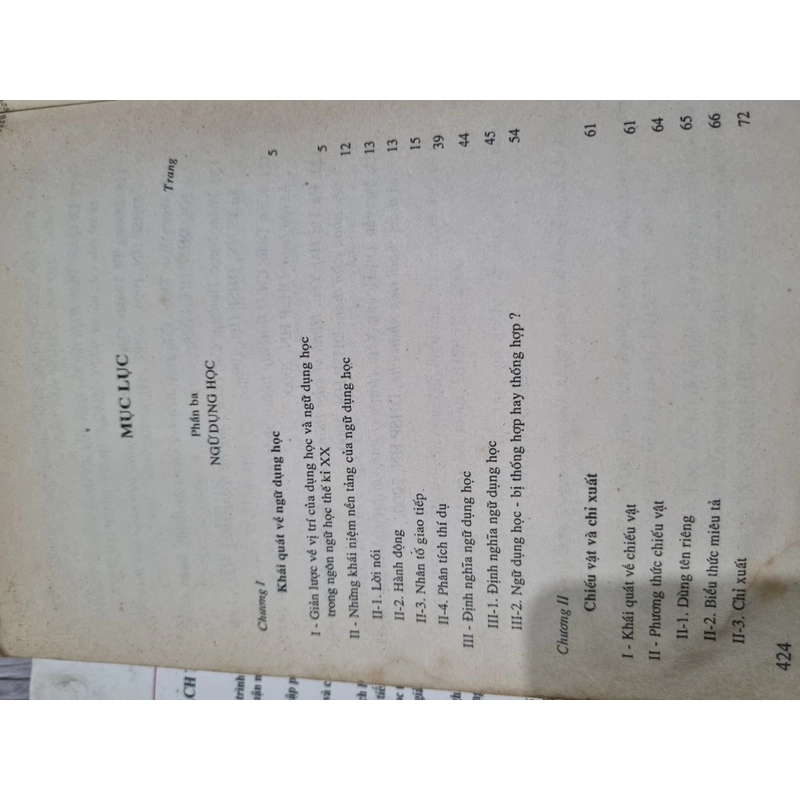 MỤC LỤC
Trang
Phần ba
NGỮ DỤNG HỌC
Chương I
Khái quát về ngữ dụng học 5
I - Giản lược về vị trí của dụng học và ngữ dụng học
trong ngôn ngữ học thế kỉ XX 5
II - Những khái niệm nền tảng của ngữ dụng học 12
II-1. Lời nói 13
II-2. Hành động 13
II-3. Nhân tố giao tiếp. 15
II-4. Phân tích thí dụ 39
III - Định nghĩa ngữ dụng học 44
III-1. Định nghĩa ngữ dụng học 45
III-2. Ngữ dụng học - bị thống hợp hay thống hợp ? 54
Chương II
Chiếu vật và chỉ xuất 61
I - Khái quát về chiếu vật 61
II - Phương thức chiếu vật 64
II-1. Dùng tên riêng 65
II-2. Biểu thức miêu tả 66
II-3. Chỉ xuất 72
424